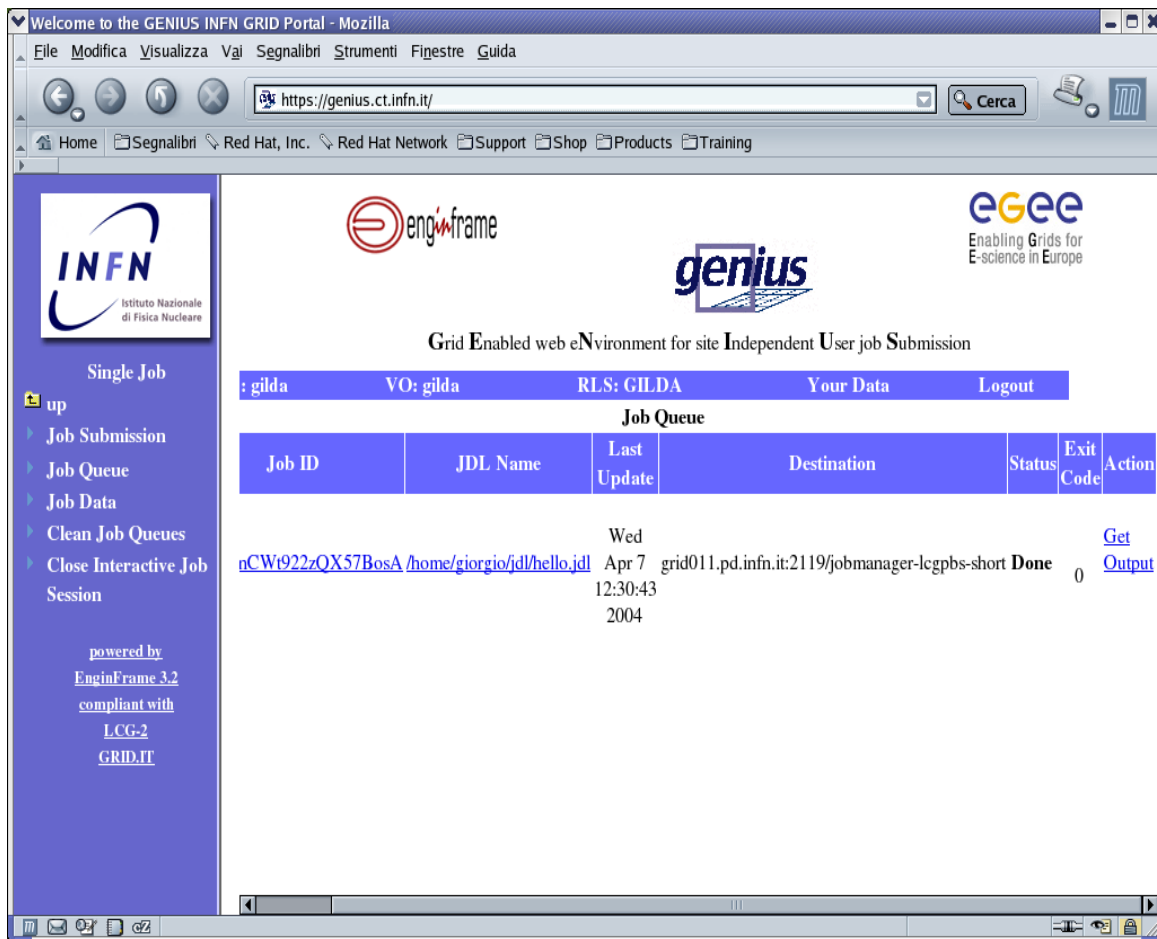 Welcome to the GENIUS INFN GRID Portal - Mozilla
File Modifica Visualizza Vai Segnalibri Strumenti Finestre Guida
https://genius.ct.infn.it/
Cerca
Home Segnalibri Red Hat, Inc. Red Hat Network Support Shop Products Training
INFN
Istituto Nazionale
di Fisica Nucleare
Single Job
up
Job Submission
Job Queue
Job Data
Clean Job Queues
Close Interactive Job
Session
powered by
EnginFrame 3.2
compliant with
LCG-2
GRID.IT
enginframe
genius
egee
Enabling Grids for
E-science in Europe
Grid Enabled web eNvironment for site Independent User job Submission
: gilda VO: gilda RLS: GILDA Your Data Logout
Job Queue
Job ID JDL Name Last Update Destination Status Exit Code Action
nCWt922zQX57BosA /home/giorgio/jdl/hello.jdl Wed Apr 7 12:30:43 2004 grid011.pd.infn.it:2119/jobmanager-lcgpbs-short Done 0 Get Output